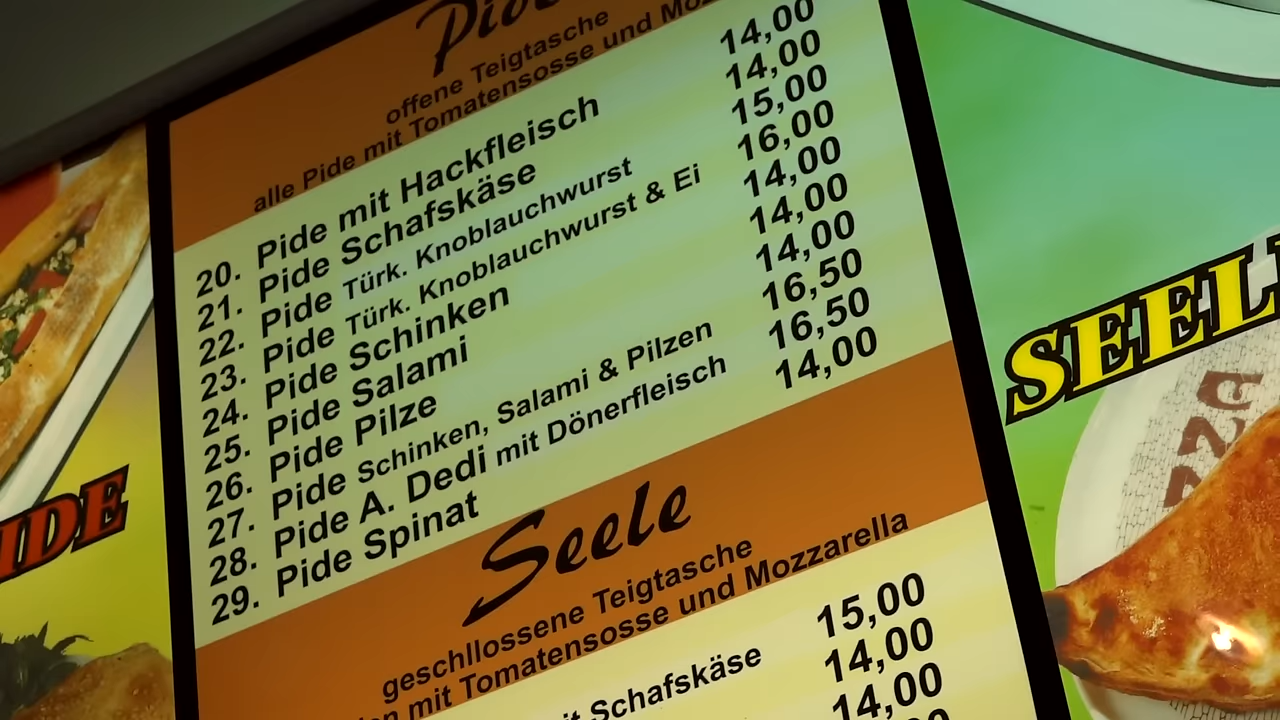 Pide
offene Teigtasche
alle Pide mit Tomatensosse und
20. Pide mit Hackfleisch 14,00
21. Pide Schafskäse 14,00
22. Pide Türk. Knoblauchwurst 15,00
23. Pide Türk. Knoblauchwurst & Ei 16,00
24. Pide Schinken 14,00
25. Pide Salami 14,00
26. Pide Pilze 14,00
27. Pide Schinken, Salami & Pilzen 16,50
28. Pide A. Dedi mit Dönerfleisch 16,50
29. Pide Spinat 14,00
Seele
geschllossene Teigtasche
mit Tomatensosse und Mozzarella
15,00
Schafskäse 14,00
14,00
IDE
SEEL